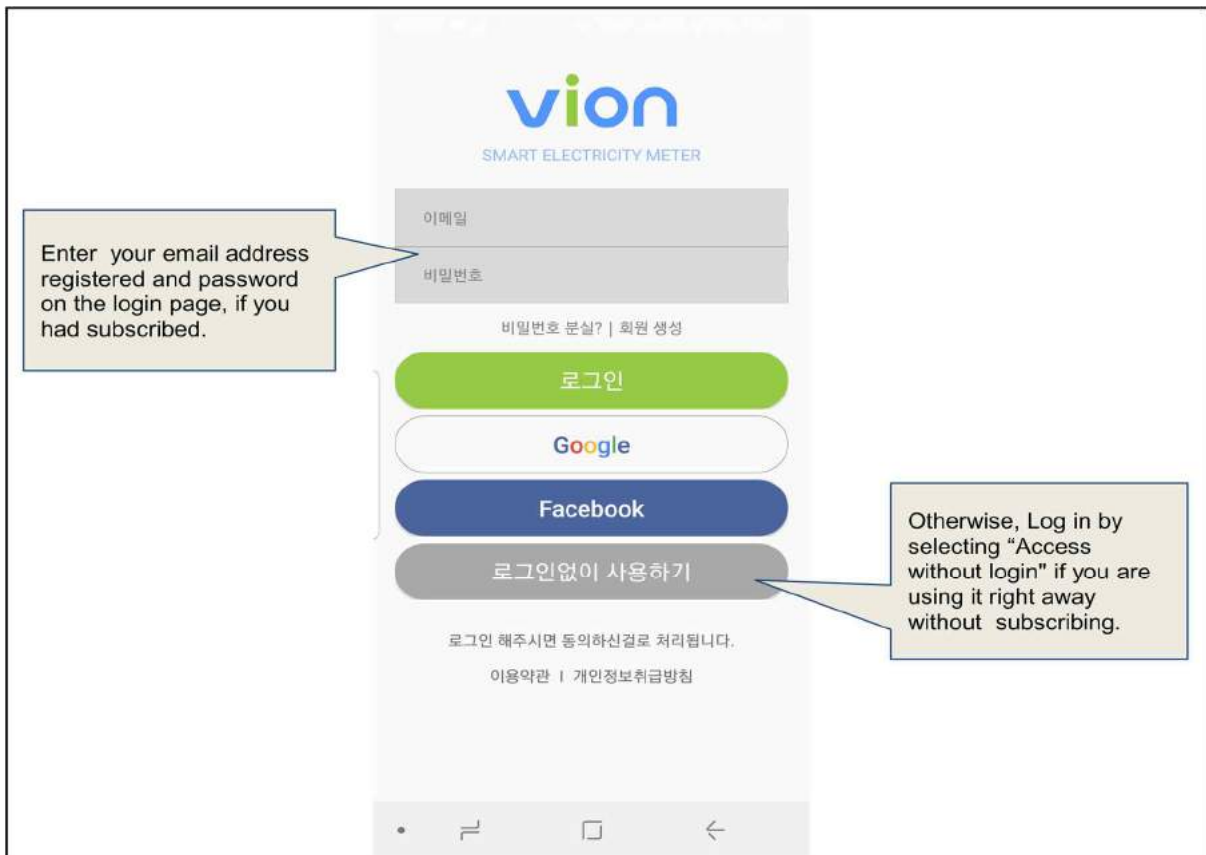 vion
SMART ELECTRICITY METER
이메일
Enter your email address
registered and password
on the login page, if you
had subscribed.
비밀번호
비밀번호 분실? | 회원 생성
로그인
Google
Facebook
로그인없이 사용하기
Otherwise, Log in by
selecting “Access
without login" if you are
using it right away
without subscribing.
로그인 해주시면 동의하신걸로 처리됩니다.
이용약관 | 개인정보취급방침